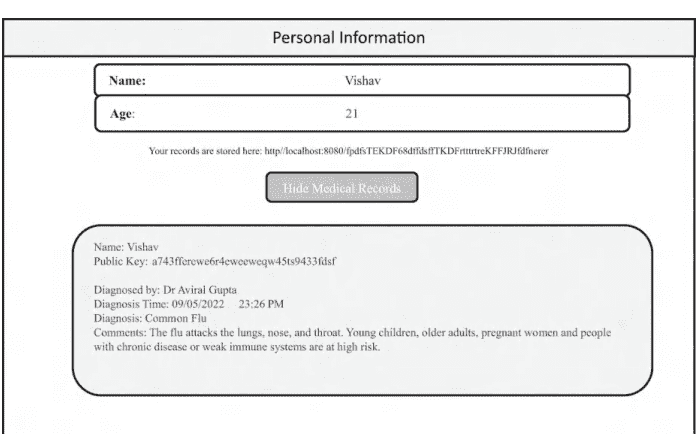 Personal Information
Name: Vishav
Age: 21
Your records are stored here: http//localhost:8080/fpdfsTEKDF68dffdsffTKDFrtttrtreKFFJRJfdfnerer
Hide Medical Records
Name: Vishav
Public Key: a743fferewe6r4eweeweqw45ts9433fdsf
Diagnosed by: Dr Aviral Gupta
Diagnosis Time: 09/05/2022 23:26 PM
Diagnosis: Common Flu
Comments: The flu attacks the lungs, nose, and throat. Young children, older adults, pregnant women and people
with chronic disease or weak immune systems are at high risk.